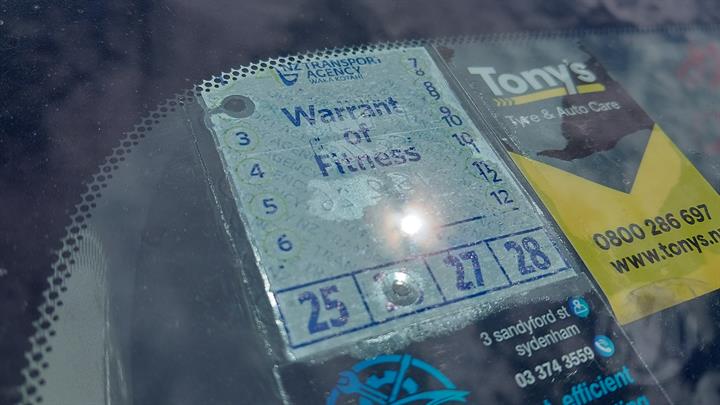 NZ TRANSPORT
AGENCY
WAKA KOTAHI
Warrant
of
Fitness
3
4
5
6
7
8
9
10
11
12
25
27
28
Tony's
Tyre & Auto Care
0800 286 697
www.tonys.n
3 sandyford st
sydenham
03 374 3559
efficient